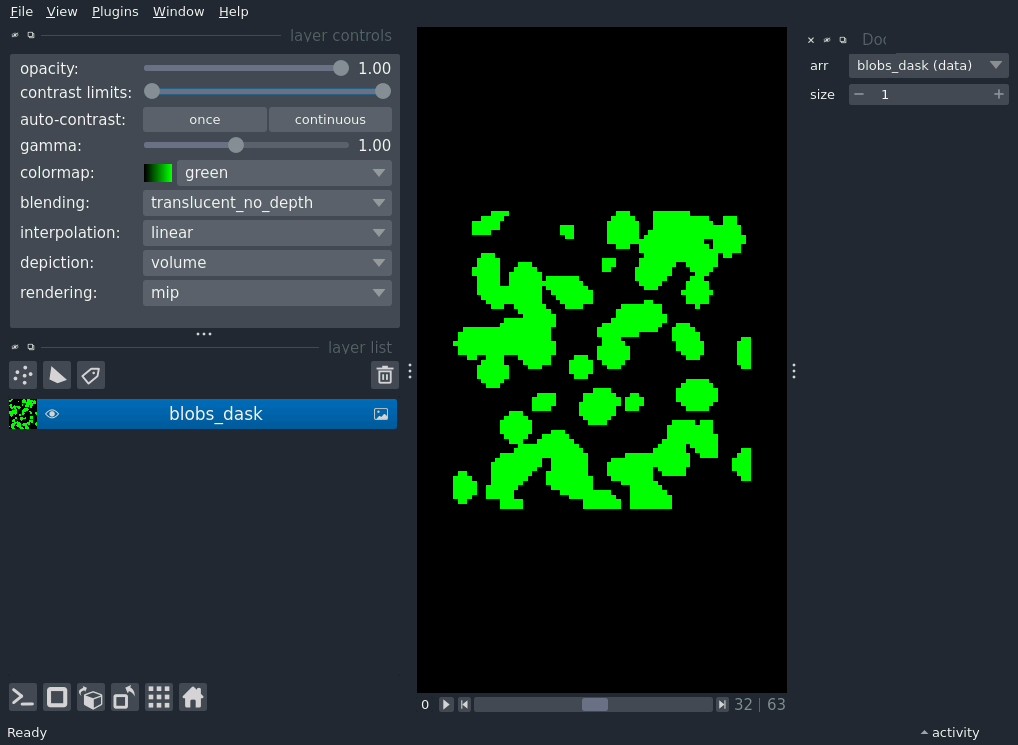 File View Plugins Window Help
layer controls
opacity: 1.00
contrast limits:
auto-contrast: once continuous
gamma: 1.00
colormap: green
blending: translucent_no_depth
interpolation: linear
depiction: volume
rendering: mip
layer list
blobs_dask
0 32 | 63
arr blobs_dask (data)
size 1
Ready
activity